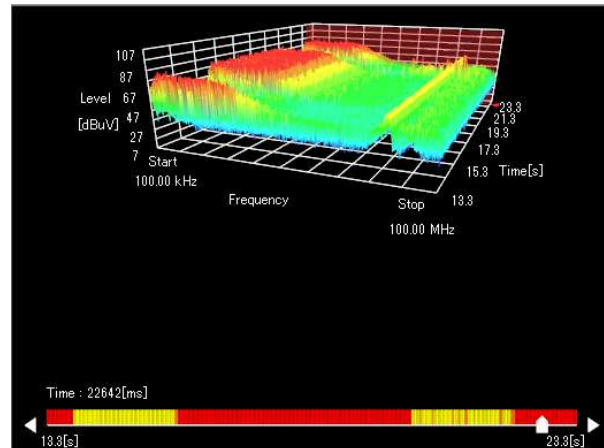 107
87
Level 67
47
[dBuV]
27
7
Start
100.00 kHz
Frequency
Stop
100.00 MHz
23.3
21.3
19.3
17.3
15.3 Time[s]
13.3
Time : 22642[ms]
13.3[s] 23.3[s]